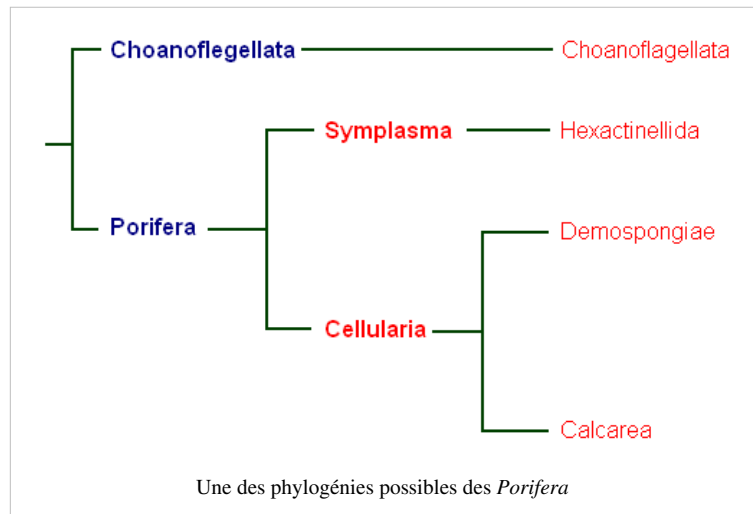 Choanoflegellata Choanoflagellata
Symplasma Hexactinellida
Porifera Demospongiae
Cellularia
Calcarea
Une des phylogénies possibles des Porifera